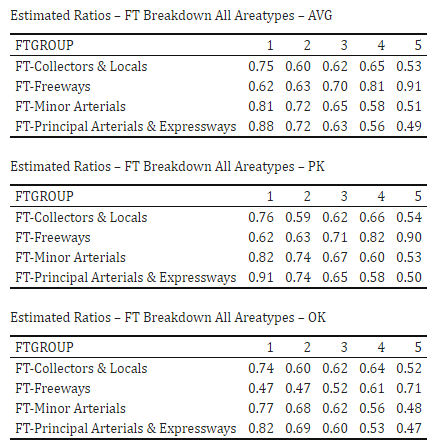 Estimated Ratios – FT Breakdown All Areatypes – AVG
FTGROUP 1 2 3 4 5
FT-Collectors & Locals 0.75 0.60 0.62 0.65 0.53
FT-Freeways 0.62 0.63 0.70 0.81 0.91
FT-Minor Arterials 0.81 0.72 0.65 0.58 0.51
FT-Principal Arterials & Expressways 0.88 0.72 0.63 0.56 0.49
Estimated Ratios – FT Breakdown All Areatypes – PK
FTGROUP 1 2 3 4 5
FT-Collectors & Locals 0.76 0.59 0.62 0.66 0.54
FT-Freeways 0.62 0.63 0.71 0.82 0.90
FT-Minor Arterials 0.82 0.74 0.67 0.60 0.53
FT-Principal Arterials & Expressways 0.91 0.74 0.65 0.58 0.50
Estimated Ratios – FT Breakdown All Areatypes – OK
FTGROUP 1 2 3 4 5
FT-Collectors & Locals 0.74 0.60 0.62 0.64 0.52
FT-Freeways 0.47 0.47 0.52 0.61 0.71
FT-Minor Arterials 0.77 0.68 0.62 0.56 0.48
FT-Principal Arterials & Expressways 0.82 0.69 0.60 0.53 0.47